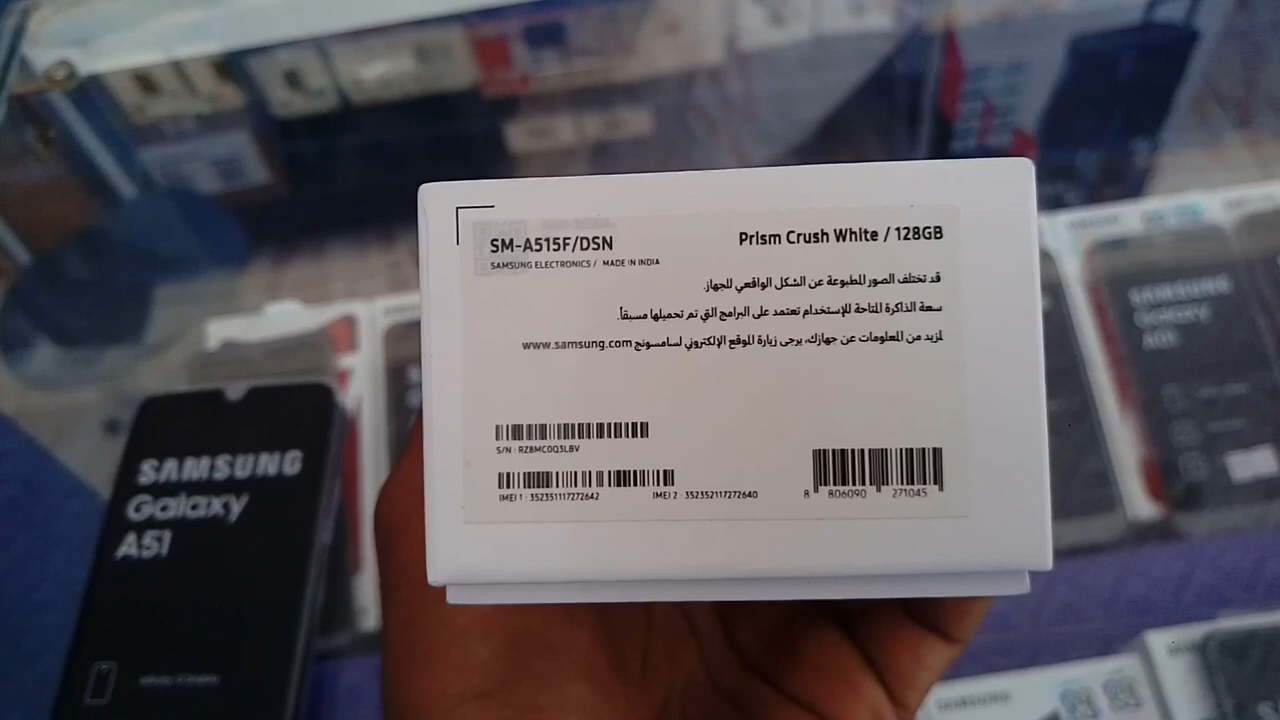 SM-A515F/DSN
Prism Crush White / 128GB
SAMSUNG ELECTRONICS / MADE IN INDIA
قد تختلف الصور المطبوعة عن الشكل الواقعي للجهاز.
سعة الذاكرة المتاحة للإستخدام تعتمد على البرامج التي تم تحميلها مسبقاً.
لمزيد من المعلومات عن جهازك، يرجى زيارة الموقع الإلكتروني لسامسونج www.samsung.com
S/N : RZ8MC0Q3LBV
IMEI 1 : 352351117272642
IMEI 2 : 352352117272640
8 806090 271045
SAMSUNG
Galaxy
A51
SAMSUNG
Galaxy
SAMSUNG